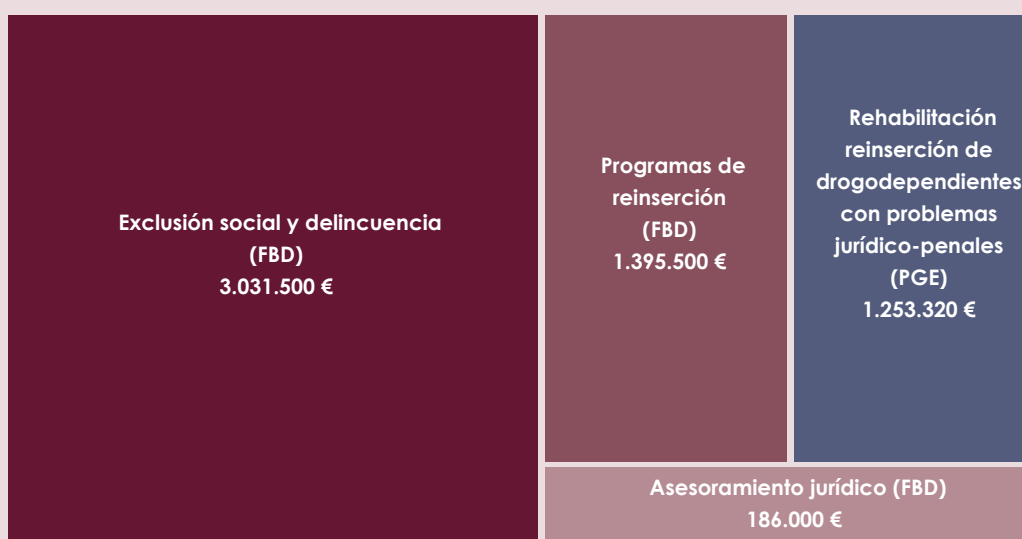 Exclusión social y delincuencia
(FBD)
3.031.500 €
Programas de
reinserción
(FBD)
1.395.500 €
Rehabilitación
reinserción de
drogodependientes
con problemas
jurídico-penales
(PGE)
1.253.320 €
Asesoramiento jurídico (FBD)
186.000 €